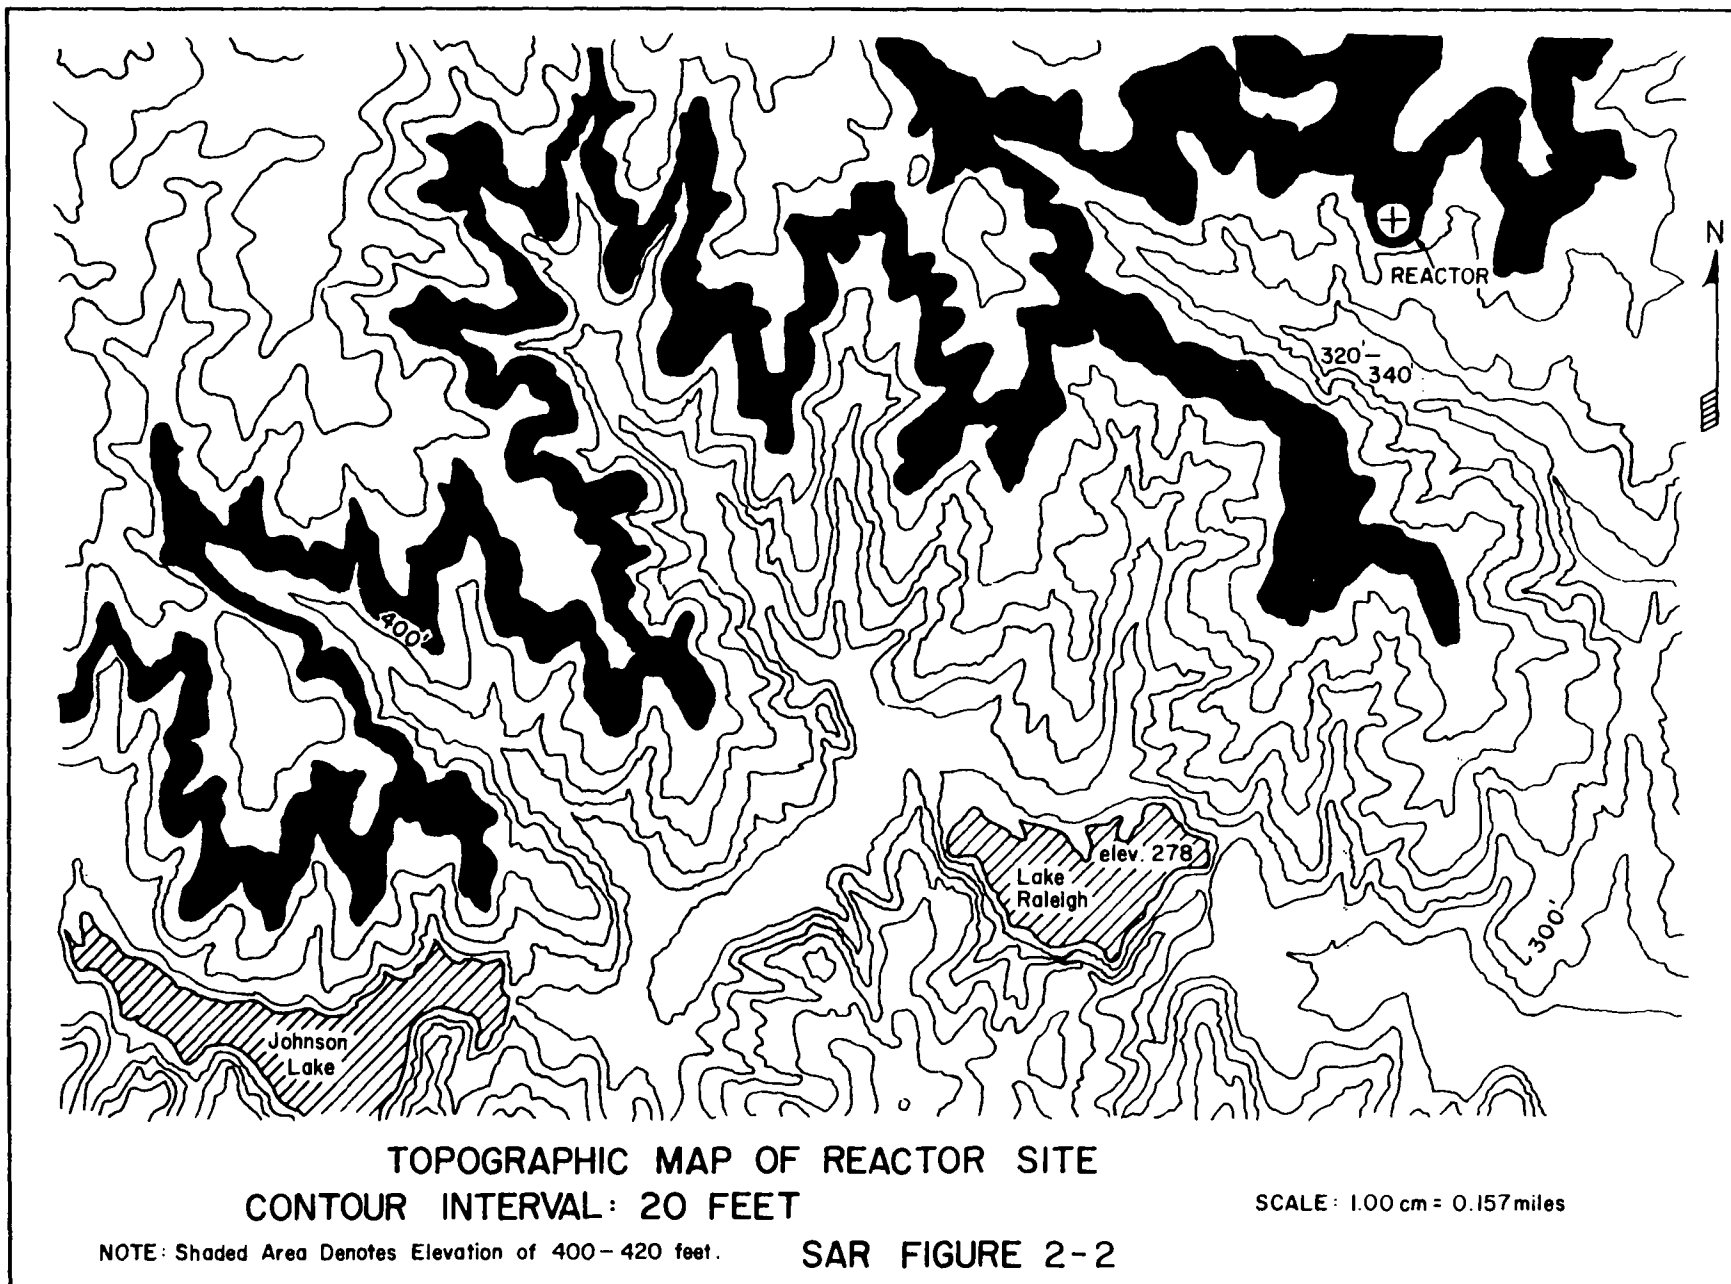 N
REACTOR
320'-
340'
400'
elev. 278
Lake
Raleigh
300'
Johnson
Lake
TOPOGRAPHIC MAP OF REACTOR SITE
CONTOUR INTERVAL: 20 FEET
SCALE: 1.00 cm = 0.157 miles
NOTE: Shaded Area Denotes Elevation of 400-420 feet.
SAR FIGURE 2-2